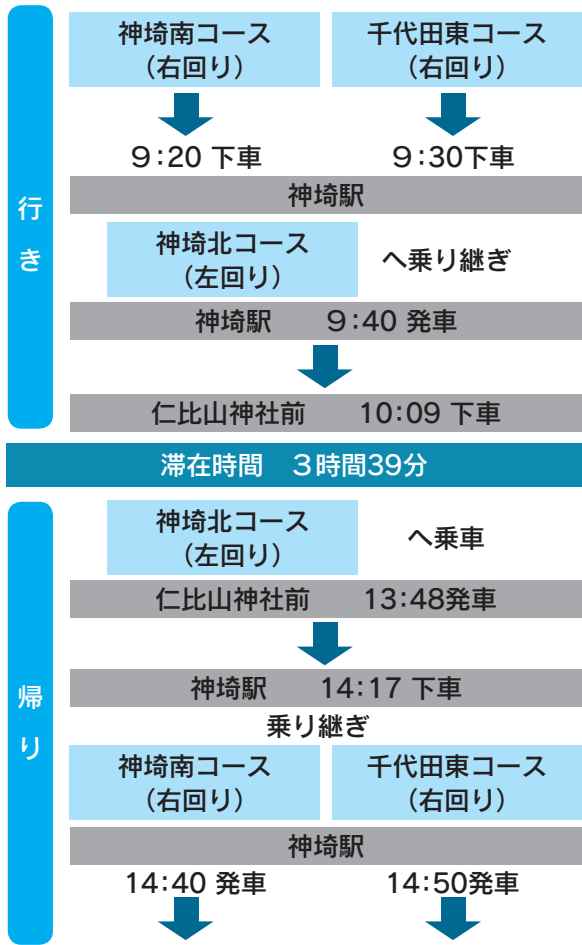 行き
神埼南コース
（右回り）
千代田東コース
（右回り）
９：20 下車
９：30下車
神埼駅
神埼北コース
（左回り）
へ乗り継ぎ
神埼駅　９：40 発車
仁比山神社前　10：09 下車
滞在時間　３時間39分
帰り
神埼北コース
（左回り）
へ乗車
仁比山神社前　13：48発車
神埼駅　14：17 下車
乗り継ぎ
神埼南コース
（右回り）
千代田東コース
（右回り）
神埼駅
14：40 発車
14：50発車